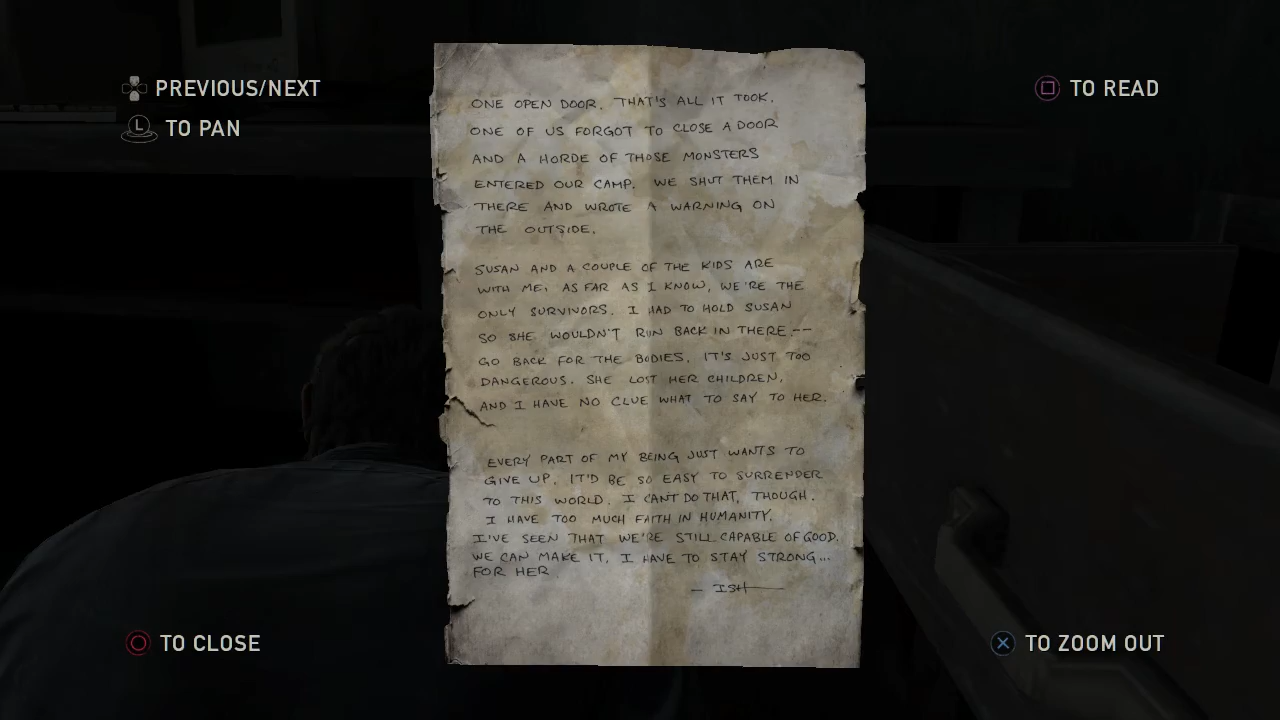 PREVIOUS/NEXT
L TO PAN
TO READ
ONE OPEN DOOR. THAT'S ALL IT TOOK.
ONE OF US FORGOT TO CLOSE A DOOR
AND A HORDE OF THOSE MONSTERS
ENTERED OUR CAMP. WE SHUT THEM IN
THERE AND WROTE A WARNING ON
THE OUTSIDE.
SUSAN AND A COUPLE OF THE KIDS ARE
WITH ME. AS FAR AS I KNOW, WE'RE THE
ONLY SURVIVORS. I HAD TO HOLD SUSAN
SO SHE WOULDN'T RUN BACK IN THERE.--
GO BACK FOR THE BODIES. IT'S JUST TOO
DANGEROUS. SHE LOST HER CHILDREN,
AND I HAVE NO CLUE WHAT TO SAY TO HER.
EVERY PART OF MY BEING JUST WANTS TO
GIVE UP. IT'D BE SO EASY TO SURRENDER
TO THIS WORLD. I CAN'T DO THAT, THOUGH.
I HAVE TOO MUCH FAITH IN HUMANITY.
I'VE SEEN THAT WE'RE STILL CAPABLE OF GOOD.
WE CAN MAKE IT. I HAVE TO STAY STRONG...
FOR HER.
- ISH
TO CLOSE
TO ZOOM OUT